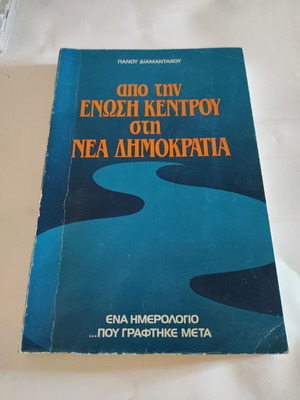 ΠΑΝΟΥ ΔΙΑΜΑΝΤΑΚΟΥ
απο την
ΕΝΩΣΗ ΚΕΝΤΡΟΥ
στη
ΝΕΑ ΔΗΜΟΚΡΑΤΙΑ
ΕΝΑ ΗΜΕΡΟΛΟΓΙΟ
...ΠΟΥ ΓΡΑΦΤΗΚΕ ΜΕΤΑ